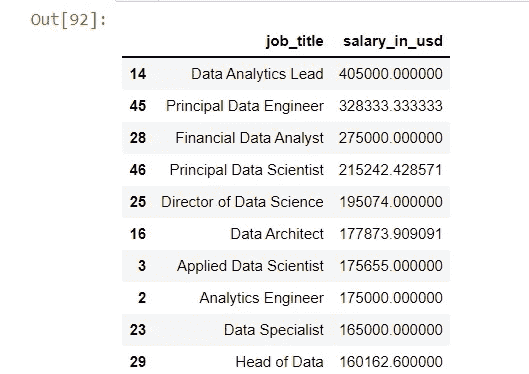 Out[92]:
job_title salary_in_usd
14 Data Analytics Lead 405000.000000
45 Principal Data Engineer 328333.333333
28 Financial Data Analyst 275000.000000
46 Principal Data Scientist 215242.428571
25 Director of Data Science 195074.000000
16 Data Architect 177873.909091
3 Applied Data Scientist 175655.000000
2 Analytics Engineer 175000.000000
23 Data Specialist 165000.000000
29 Head of Data 160162.600000